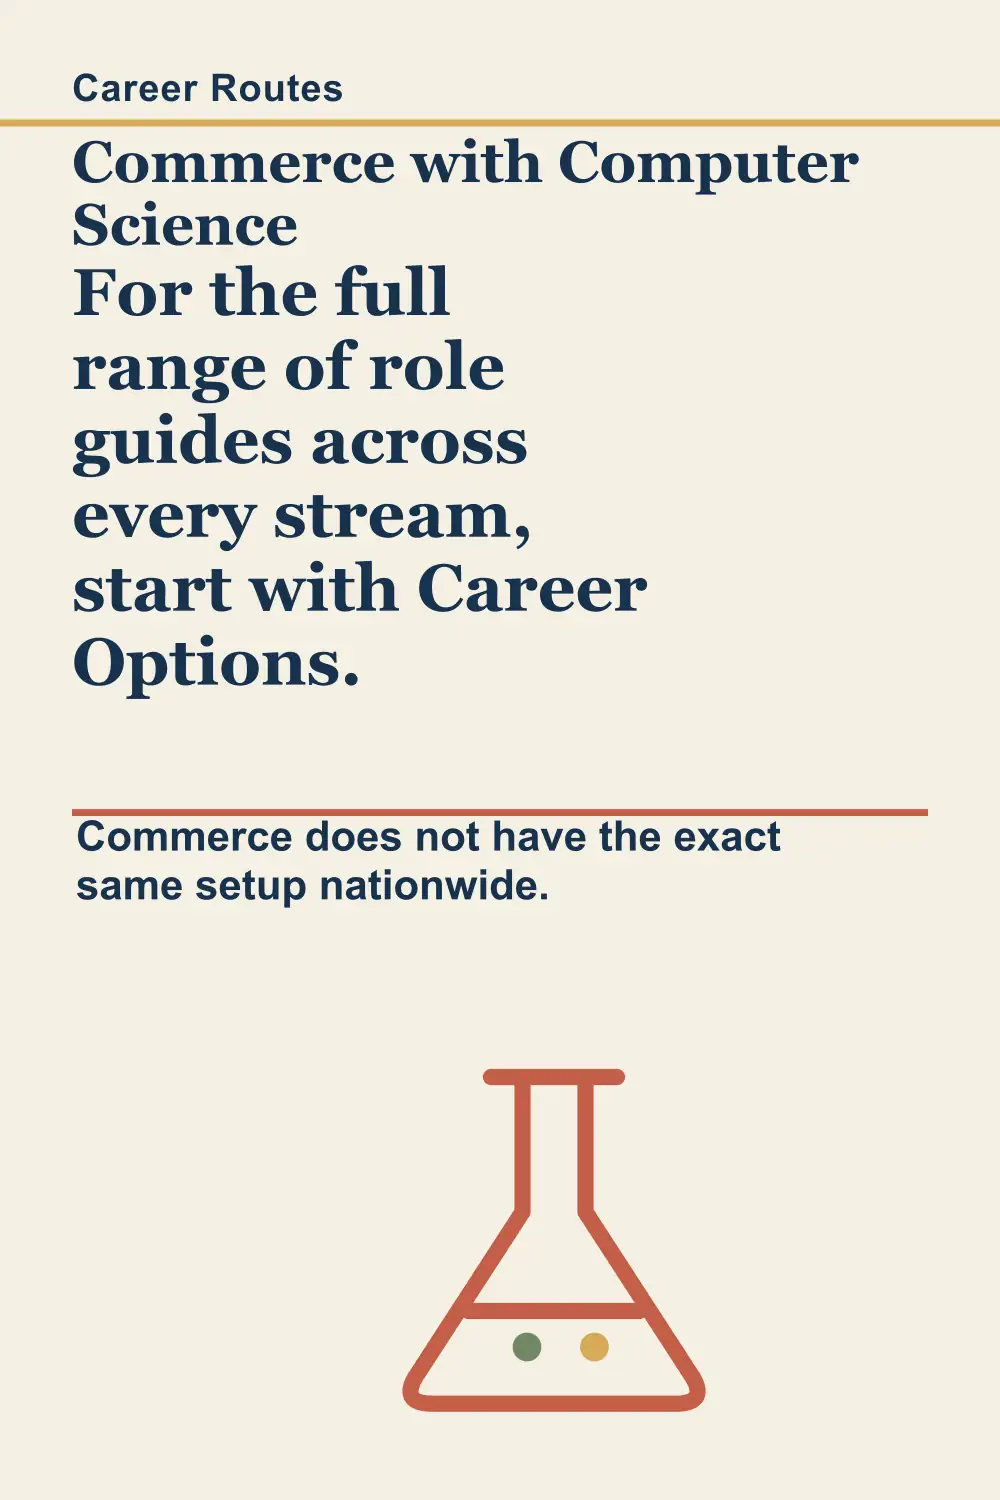 Career Routes
Commerce with Computer
Science
For the full
range of role
guides across
every stream,
start with Career
Options.
Commerce does not have the exact
same setup nationwide.